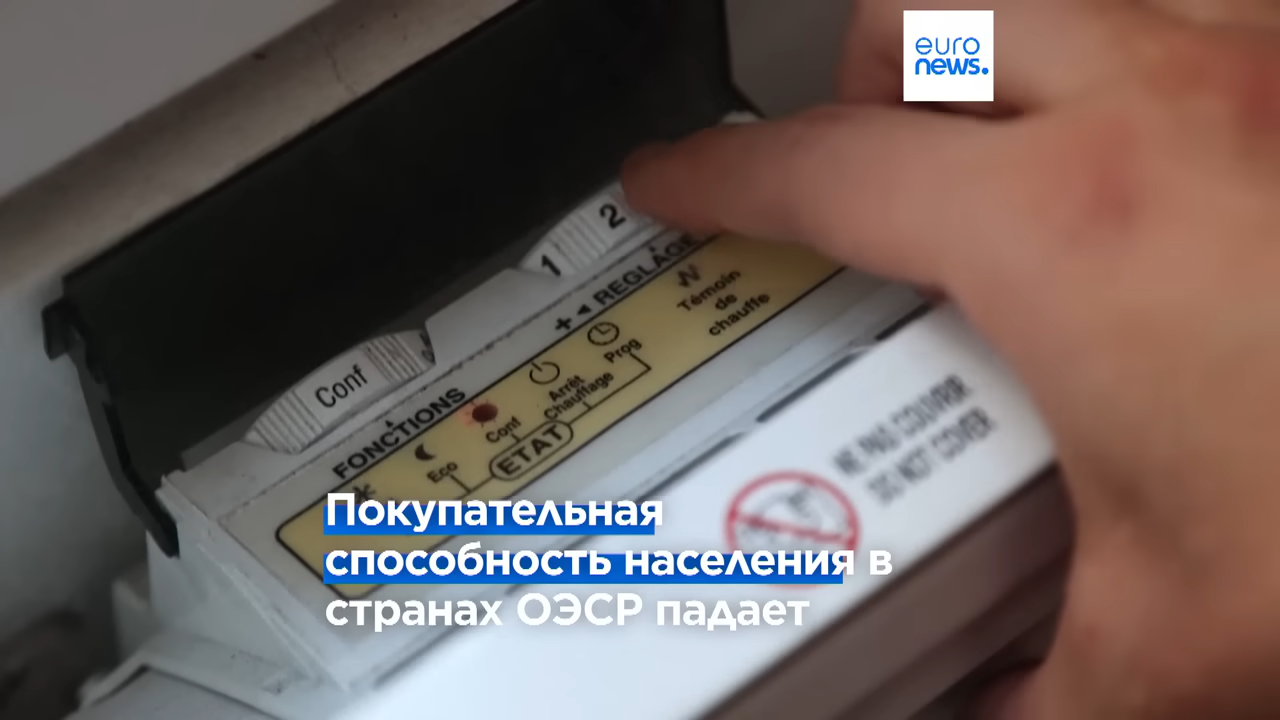 euro
news.
1 2
+ ◄ REGLAGE
Témoin
de
chauffe
Conf
FONCTIONS
Prog
Arrêt
Chauffage
Conf
Eco
ETAT
NE PAS COUVRIR
DO NOT COVER
Покупательная
способность населения в
странах ОЭСР падает